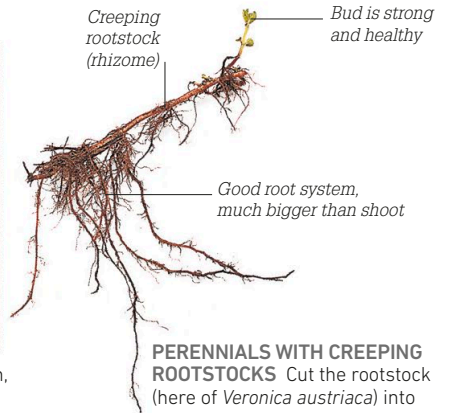 Creeping
rootstock
(rhizome)
Bud is strong
and healthy
Good root system,
much bigger than shoot
PERENNIALS WITH CREEPING
ROOTSTOCKS Cut the rootstock
(here of Veronica austriaca) into